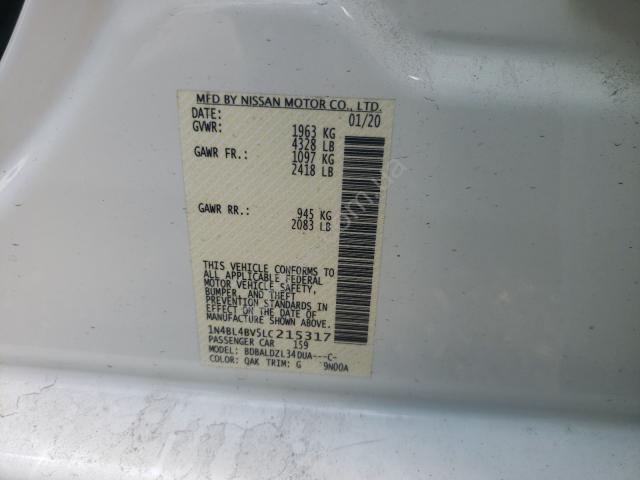 MFD BY NISSAN MOTOR CO., LTD.
DATE: 01/20
GVWR: 1963 KG
4328 LB
GAWR FR.: 1097 KG
2418 LB
GAWR RR.: 945 KG
2083 LB
THIS VEHICLE CONFORMS TO
ALL APPLICABLE FEDERAL
MOTOR VEHICLE SAFETY,
BUMPER, AND THEFT
PREVENTION STANDARDS IN
EFFECT ON THE DATE OF
MANUFACTURE SHOWN ABOVE.
1N4BL4BV5LC215317
PASSENGER CAR 159
MODEL: BDBALDZL34DUA---C-
COLOR: QAK TRIM: G 9N00A